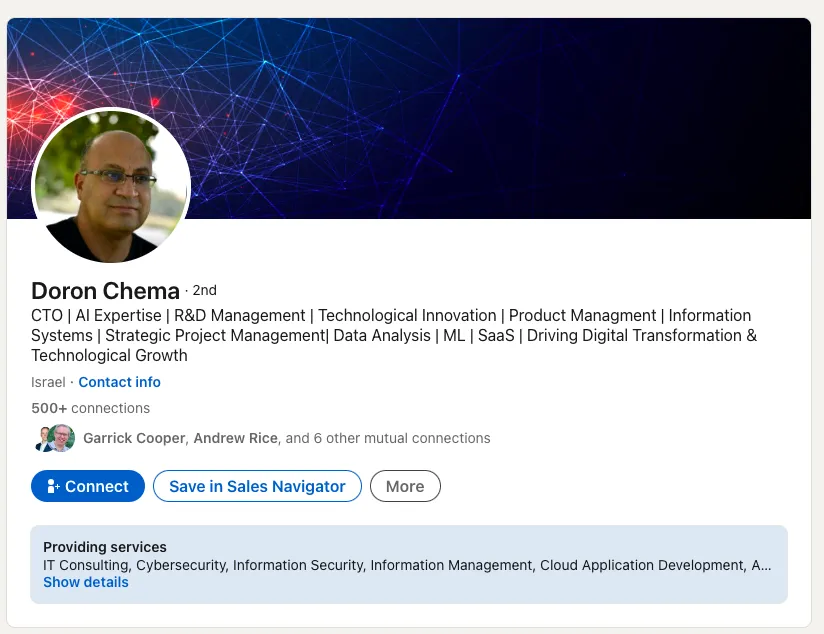 Doron Chema · 2nd
CTO | AI Expertise | R&D Management | Technological Innovation | Product Managment | Information
Systems | Strategic Project Management| Data Analysis | ML | SaaS | Driving Digital Transformation &
Technological Growth
Israel · Contact info
500+ connections
Garrick Cooper, Andrew Rice, and 6 other mutual connections
Connect Save in Sales Navigator More
Providing services
IT Consulting, Cybersecurity, Information Security, Information Management, Cloud Application Development, A...
Show details